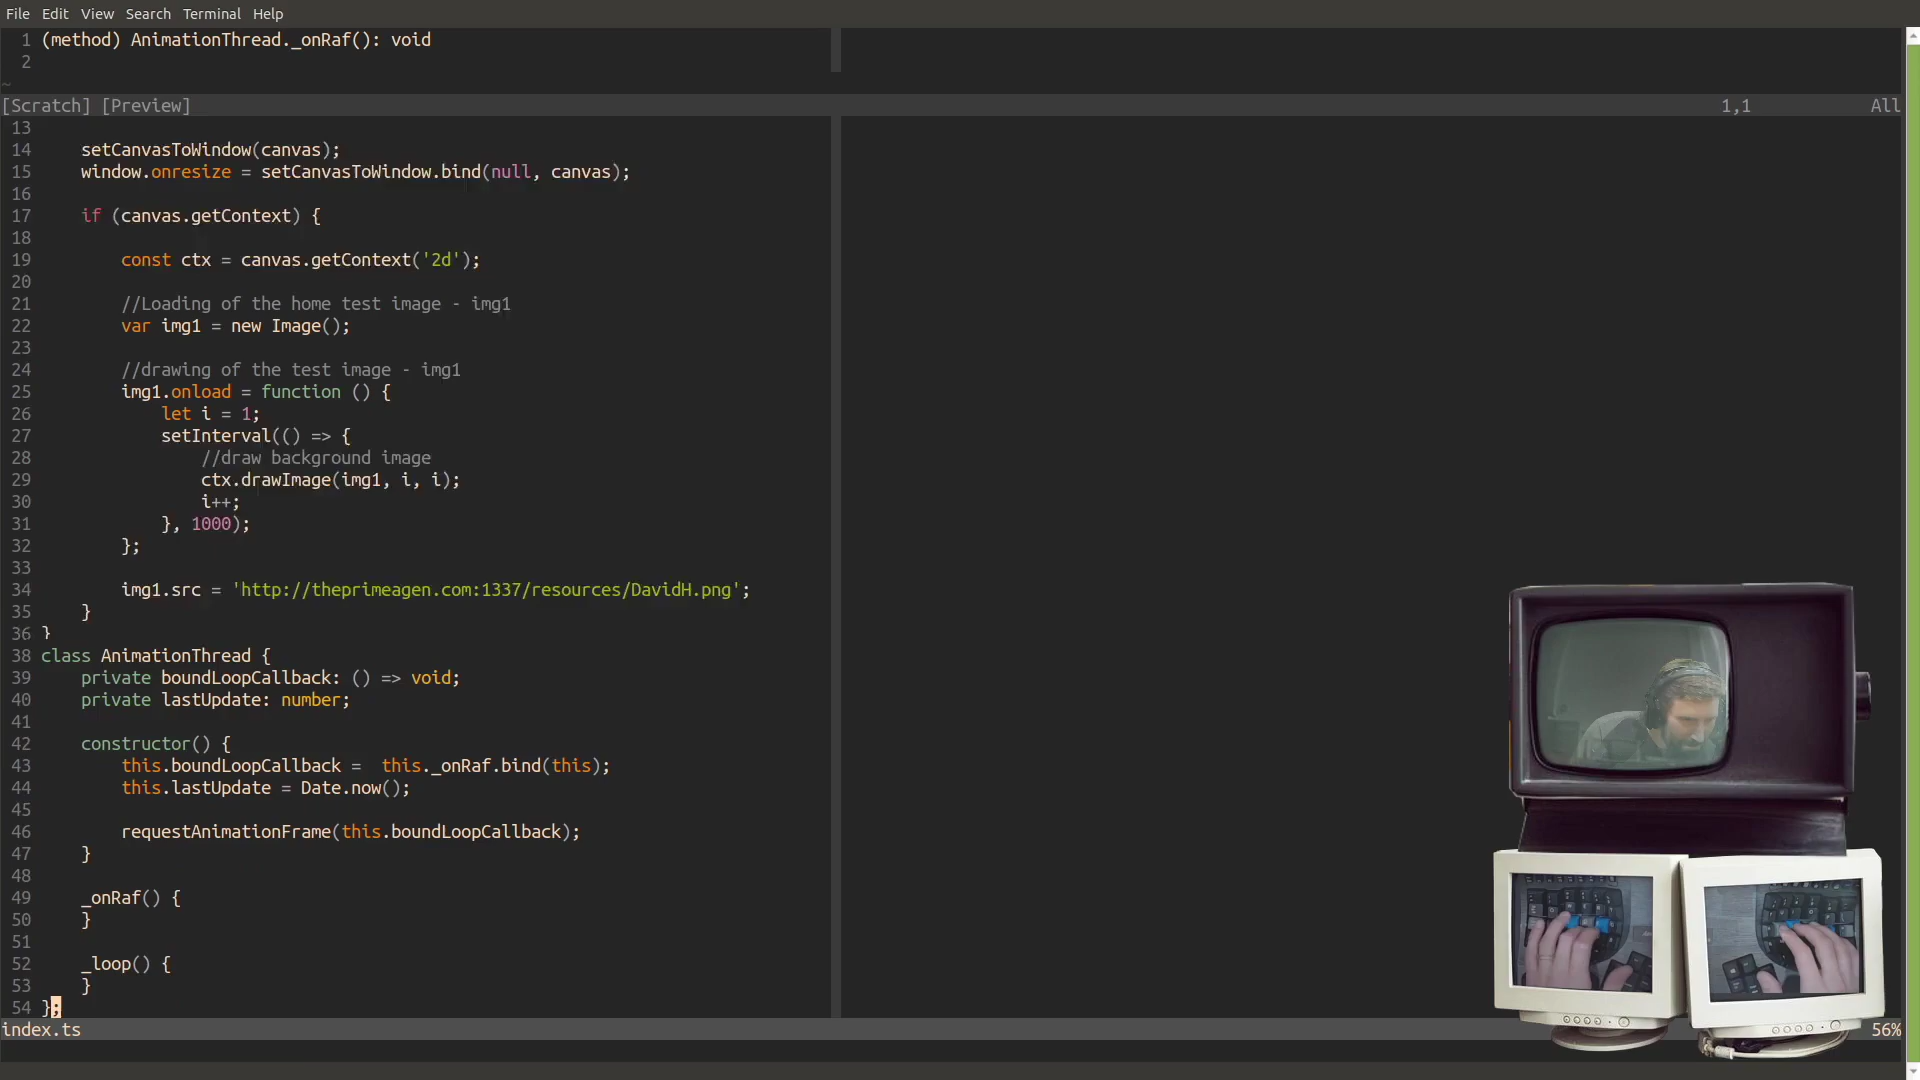 File Edit View Search Terminal Help
1 (method) AnimationThread._onRaf(): void
2
~
[Scratch] [Preview] 1,1 All
13
14 setCanvasToWindow(canvas);
15 window.onresize = setCanvasToWindow.bind(null, canvas);
16
17 if (canvas.getContext) {
18
19 const ctx = canvas.getContext('2d');
20
21 //Loading of the home test image - img1
22 var img1 = new Image();
23
24 //drawing of the test image - img1
25 img1.onload = function () {
26 let i = 1;
27 setInterval(() => {
28 //draw background image
29 ctx.drawImage(img1, i, i);
30 i++;
31 }, 1000);
32 };
33
34 img1.src = 'http://theprimeagen.com:1337/resources/DavidH.png';
35 }
36 }
38 class AnimationThread {
39 private boundLoopCallback: () => void;
40 private lastUpdate: number;
41
42 constructor() {
43 this.boundLoopCallback =  this._onRaf.bind(this);
44 this.lastUpdate = Date.now();
45
46 requestAnimationFrame(this.boundLoopCallback);
47 }
48
49 _onRaf() {
50 }
51
52 _loop() {
53 }
54 };
index.ts 56%